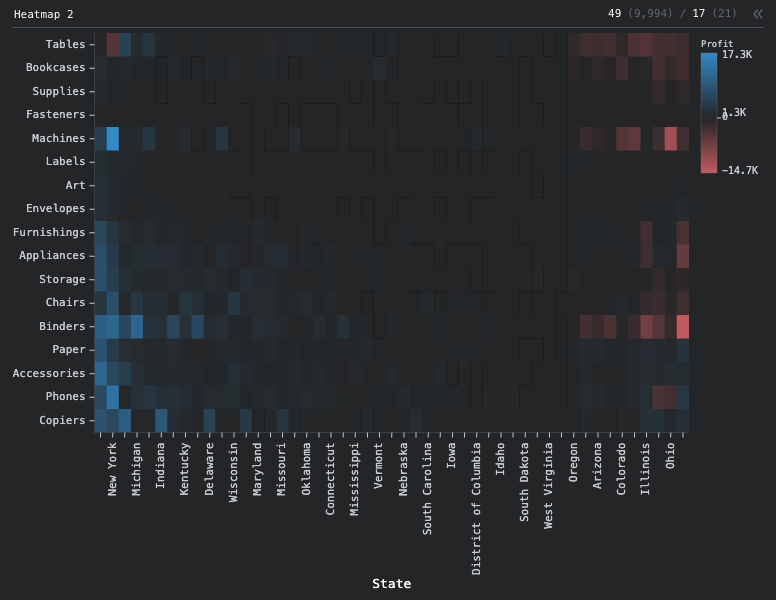 Heatmap 2
49 (9,994) / 17 (21)
Profit
17.3K
1.3K
0
−14.7K
Tables
Bookcases
Supplies
Fasteners
Machines
Labels
Art
Envelopes
Furnishings
Appliances
Storage
Chairs
Binders
Paper
Accessories
Phones
Copiers
New York
Michigan
Indiana
Kentucky
Delaware
Wisconsin
Maryland
Missouri
Oklahoma
Connecticut
Mississippi
Vermont
Nebraska
South Carolina
Iowa
District of Columbia
Idaho
South Dakota
West Virginia
Oregon
Arizona
Colorado
Illinois
Ohio
State